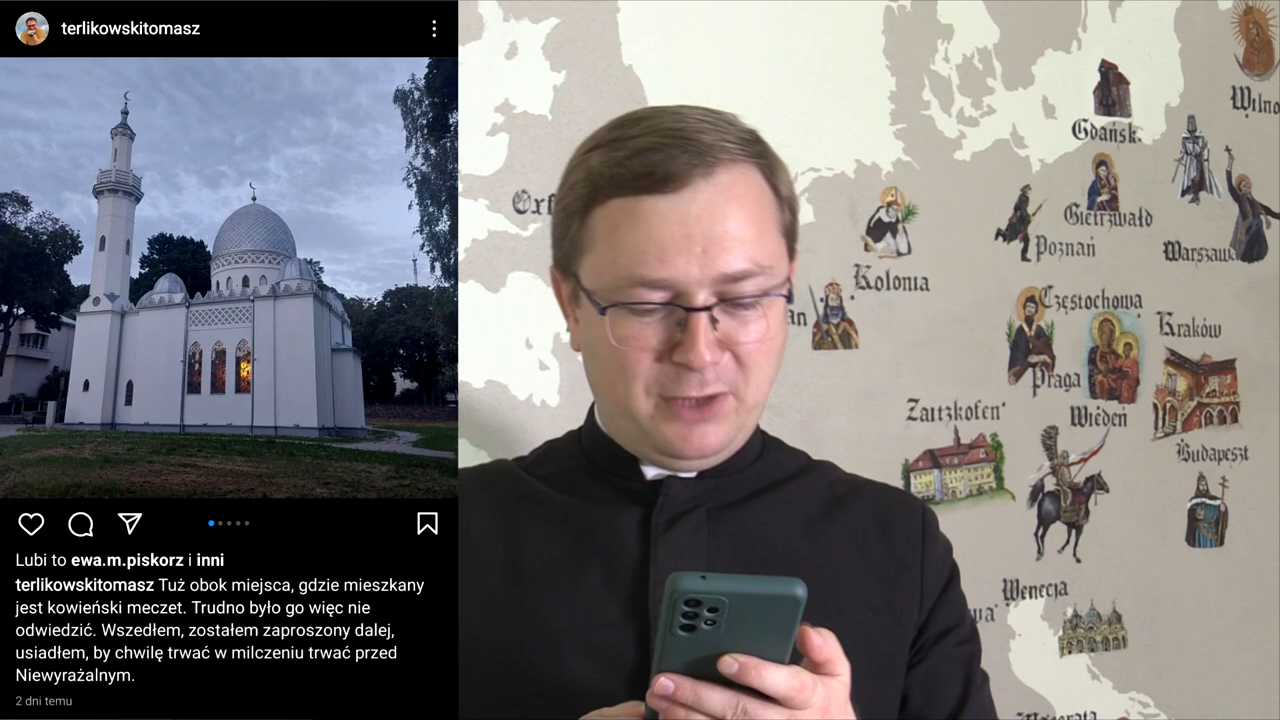 terlikowskitomasz
Lubi to ewa.m.piskorz i inni
terlikowskitomasz Tuż obok miejsca, gdzie mieszkany
jest kowieński meczet. Trudno było go więc nie
odwiedzić. Wszedłem, zostałem zaproszony dalej,
usiadłem, by chwilę trwać w milczeniu trwać przed
Niewyrażalnym.
2 dni temu
Wilno
Gdańsk
Oxf
Gietrzwałd
Poznań
Warszawa
Kolonia
Częstochowa
Kraków
Praga
Zaitzkofen
Wiedeń
Budapeszt
Wenecja